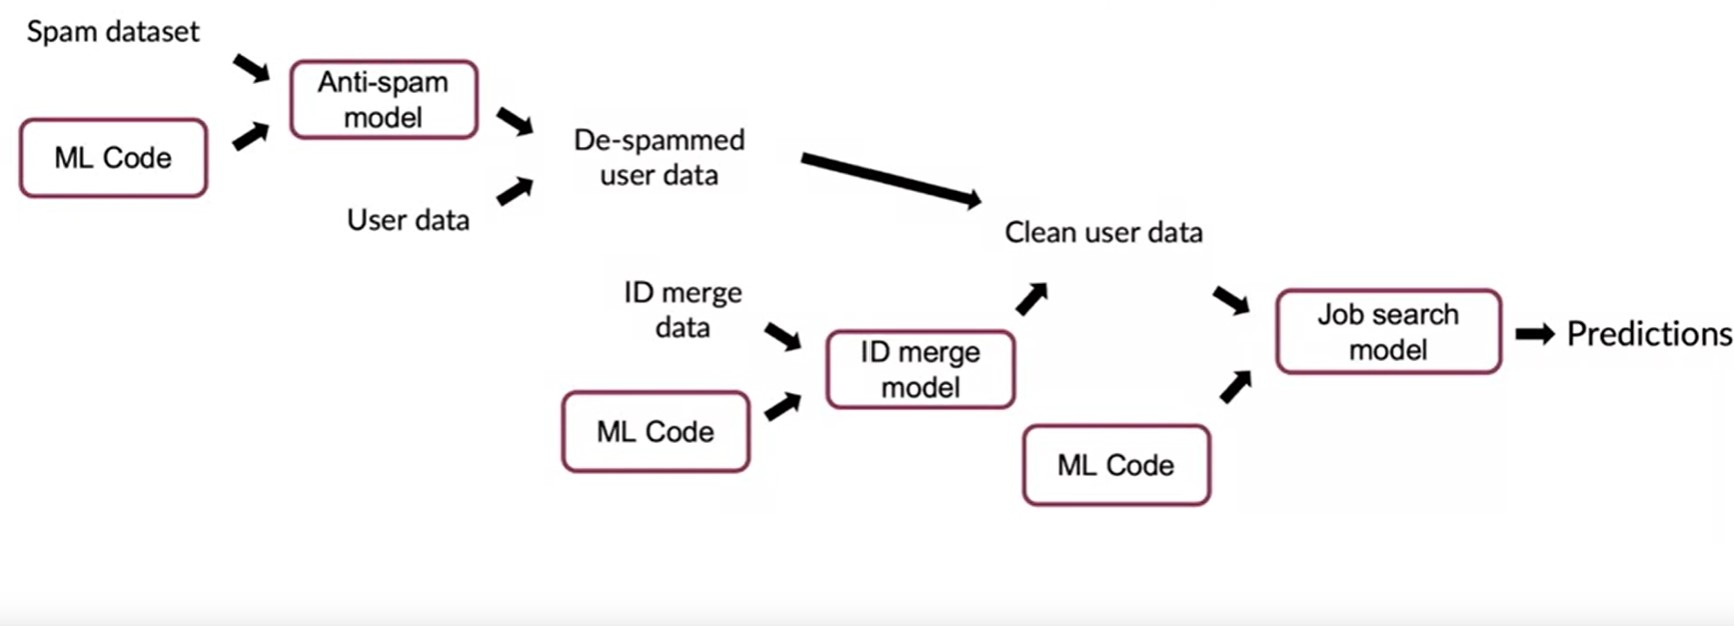 Spam dataset
Anti-spam
model
ML Code
De-spammed
user data
User data
Clean user data
ID merge
data
ID merge
model
ML Code
Job search
model
Predictions
ML Code